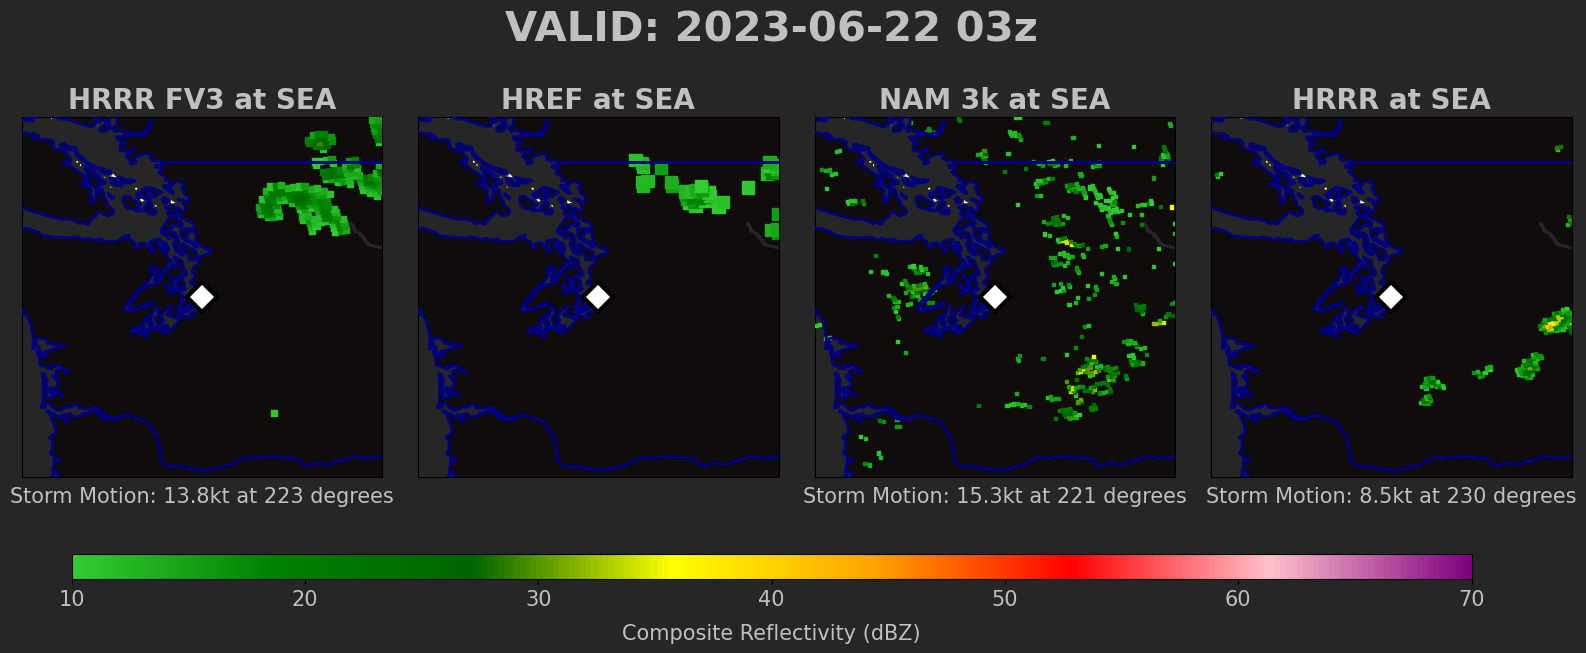 VALID: 2023-06-22 03z
HRRR FV3 at SEA
HREF at SEA
NAM 3k at SEA
HRRR at SEA
Storm Motion: 13.8kt at 223 degrees
Storm Motion: 15.3kt at 221 degrees
Storm Motion: 8.5kt at 230 degrees
10 20 30 40 50 60 70
Composite Reflectivity (dBZ)